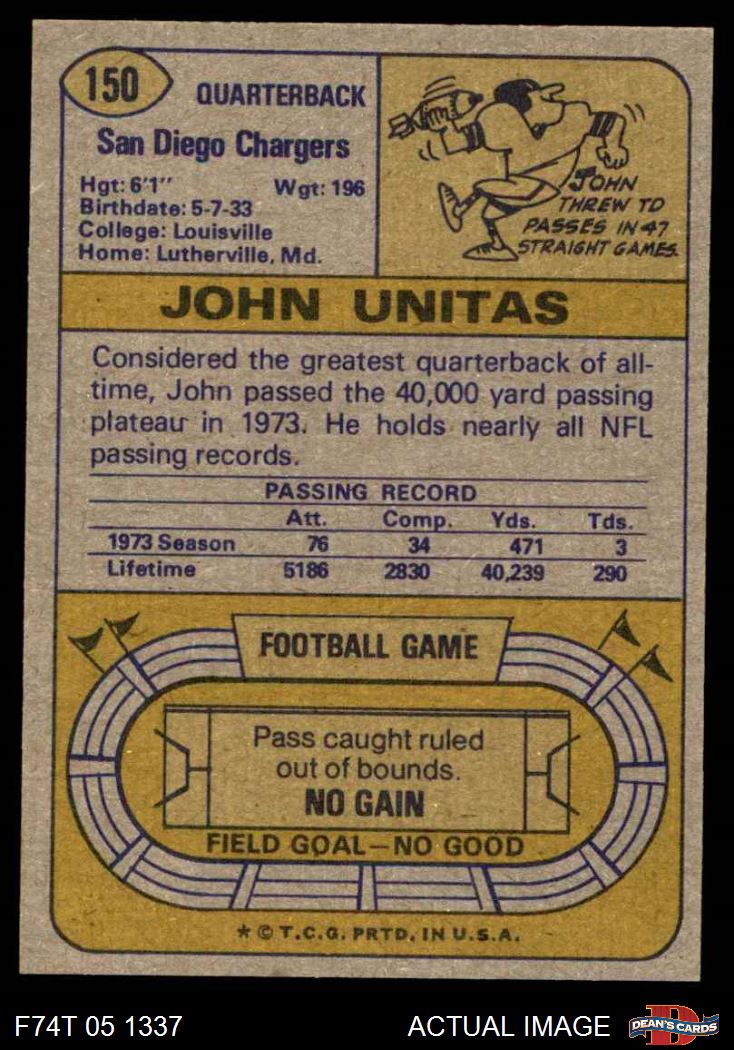 150
QUARTERBACK
San Diego Chargers
Hgt: 6'1" Wgt: 196
Birthdate: 5-7-33
College: Louisville
Home: Lutherville, Md.
JOHN
THREW TD
PASSES IN 47
STRAIGHT GAMES.
JOHN UNITAS
Considered the greatest quarterback of all-
time, John passed the 40,000 yard passing
plateau in 1973. He holds nearly all NFL
passing records.
PASSING RECORD
Att. Comp. Yds. Tds.
1973 Season 76 34 471 3
Lifetime 5186 2830 40,239 290
FOOTBALL GAME
Pass caught ruled
out of bounds.
NO GAIN
FIELD GOAL—NO GOOD
* © T.C.G. PRTD. IN U.S.A.
F74T 05 1337 ACTUAL IMAGE
D
DEAN'S CARDS